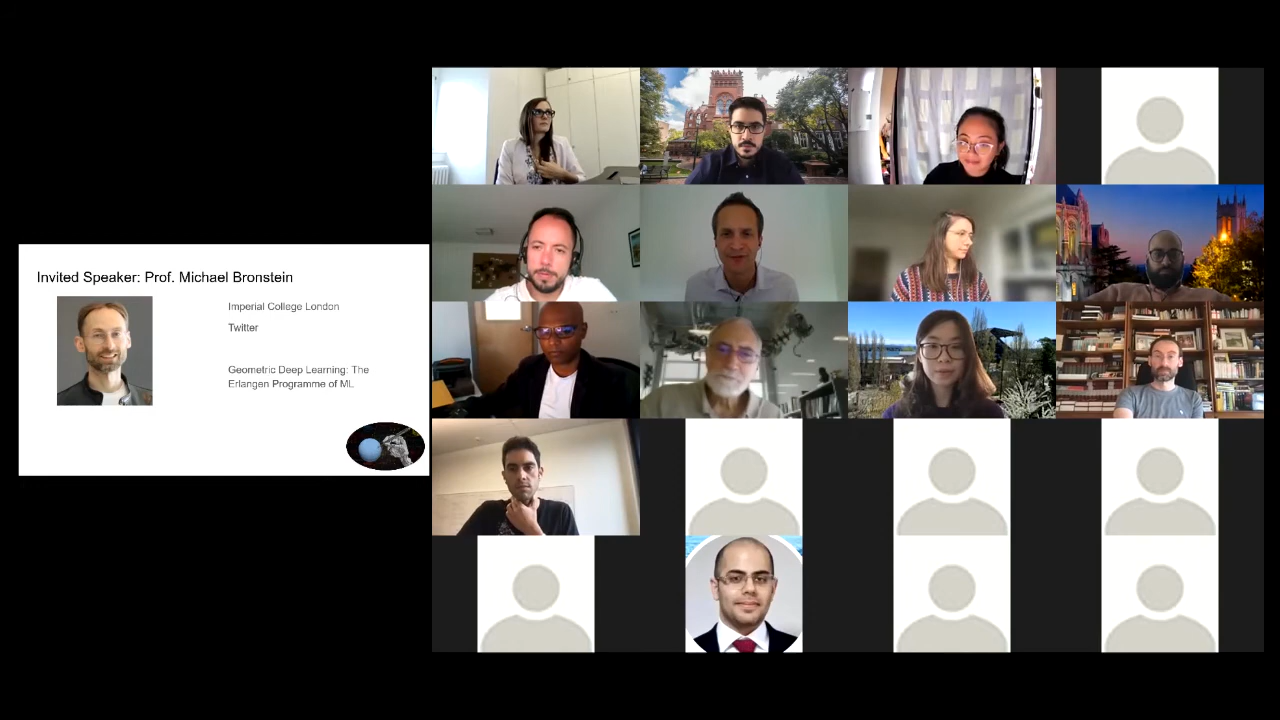 Invited Speaker: Prof. Michael Bronstein
Imperial College London
Twitter
Geometric Deep Learning: The
Erlangen Programme of ML